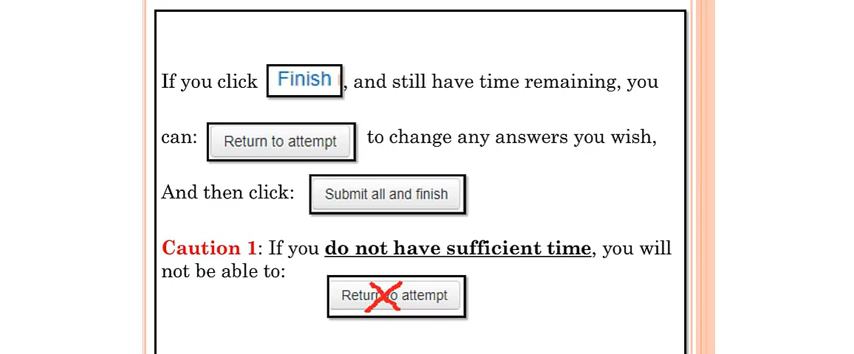 If you click Finish, and still have time remaining, you
can: Return to attempt to change any answers you wish,
And then click: Submit all and finish
Caution 1: If you do not have sufficient time, you will
not be able to:
Return to attempt